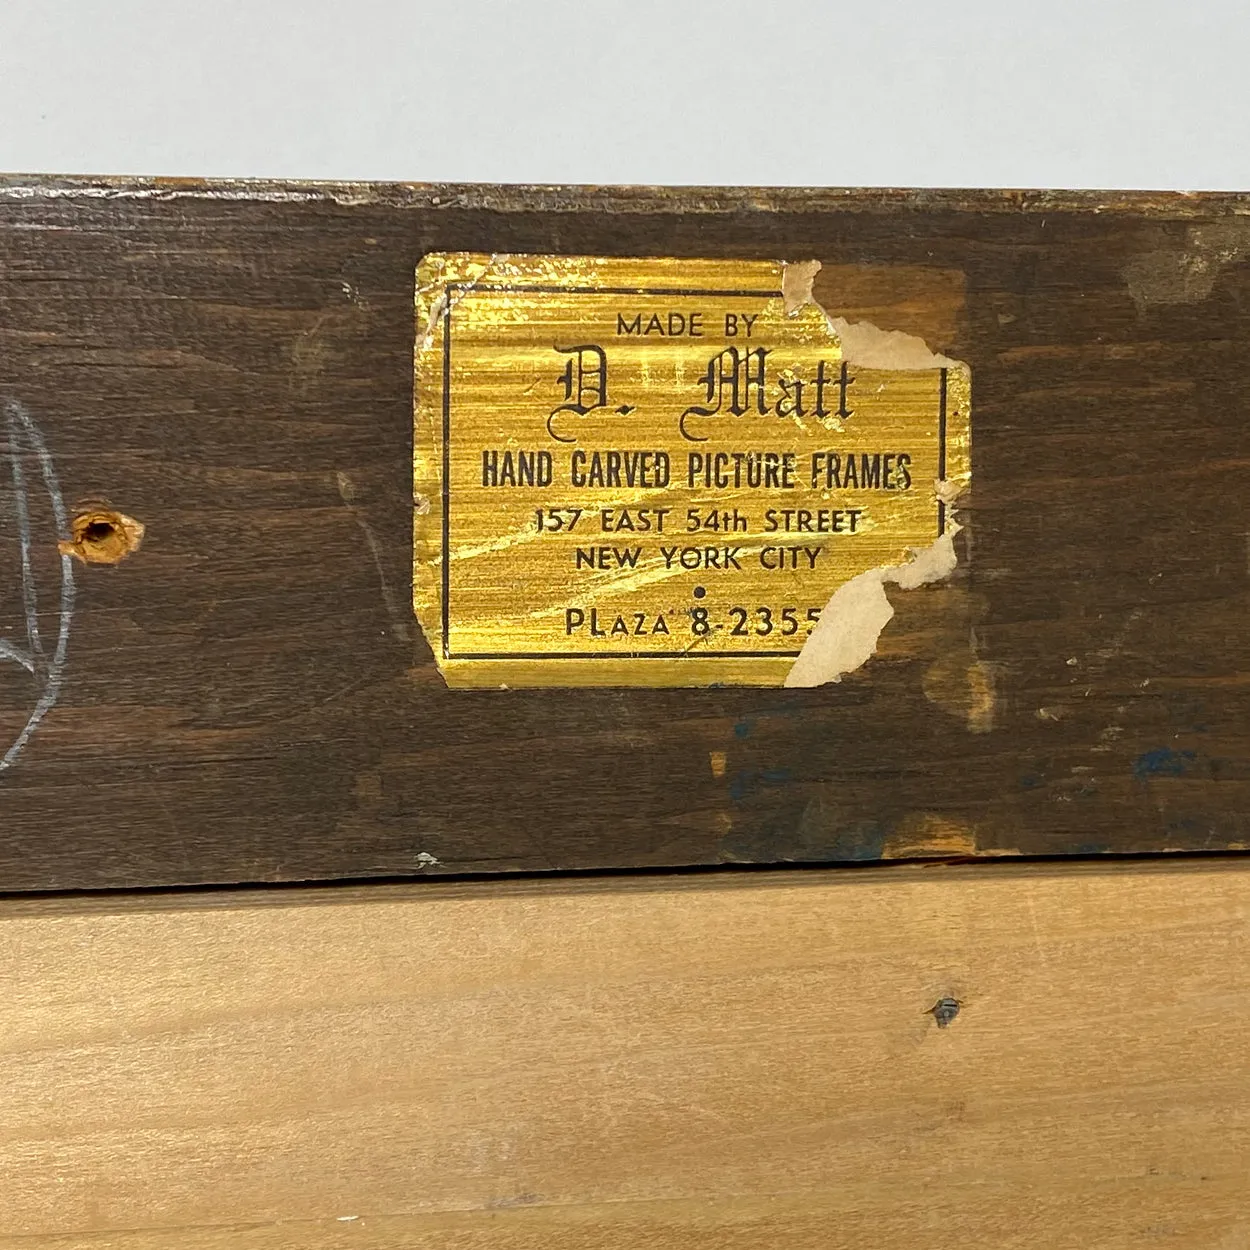 MADE BY
D. Matt
HAND CARVED PICTURE FRAMES
157 EAST 54th STREET
NEW YORK CITY
•
PLAZA 8-2355